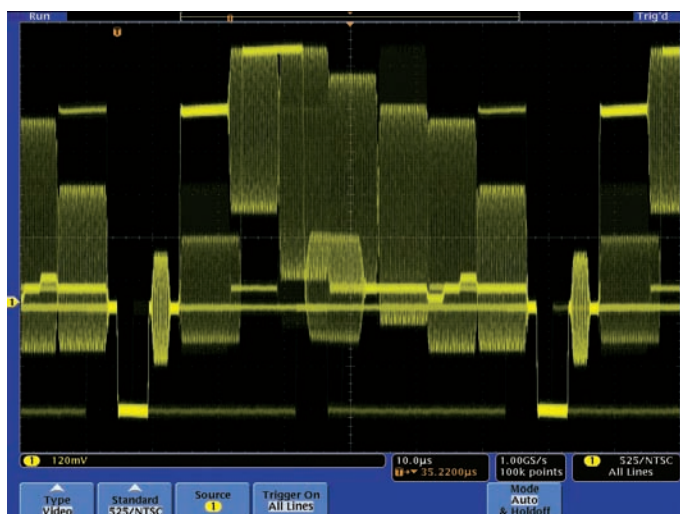 Run Trig'd
T
1
1 120mV
10.0µs
T→▼ 35.2200µs
1.00GS/s
100k points
1 525/NTSC
All Lines
Type
Video
Standard
525/NTSC
Source
1
Trigger On
All Lines
Mode
Auto
& Holdoff